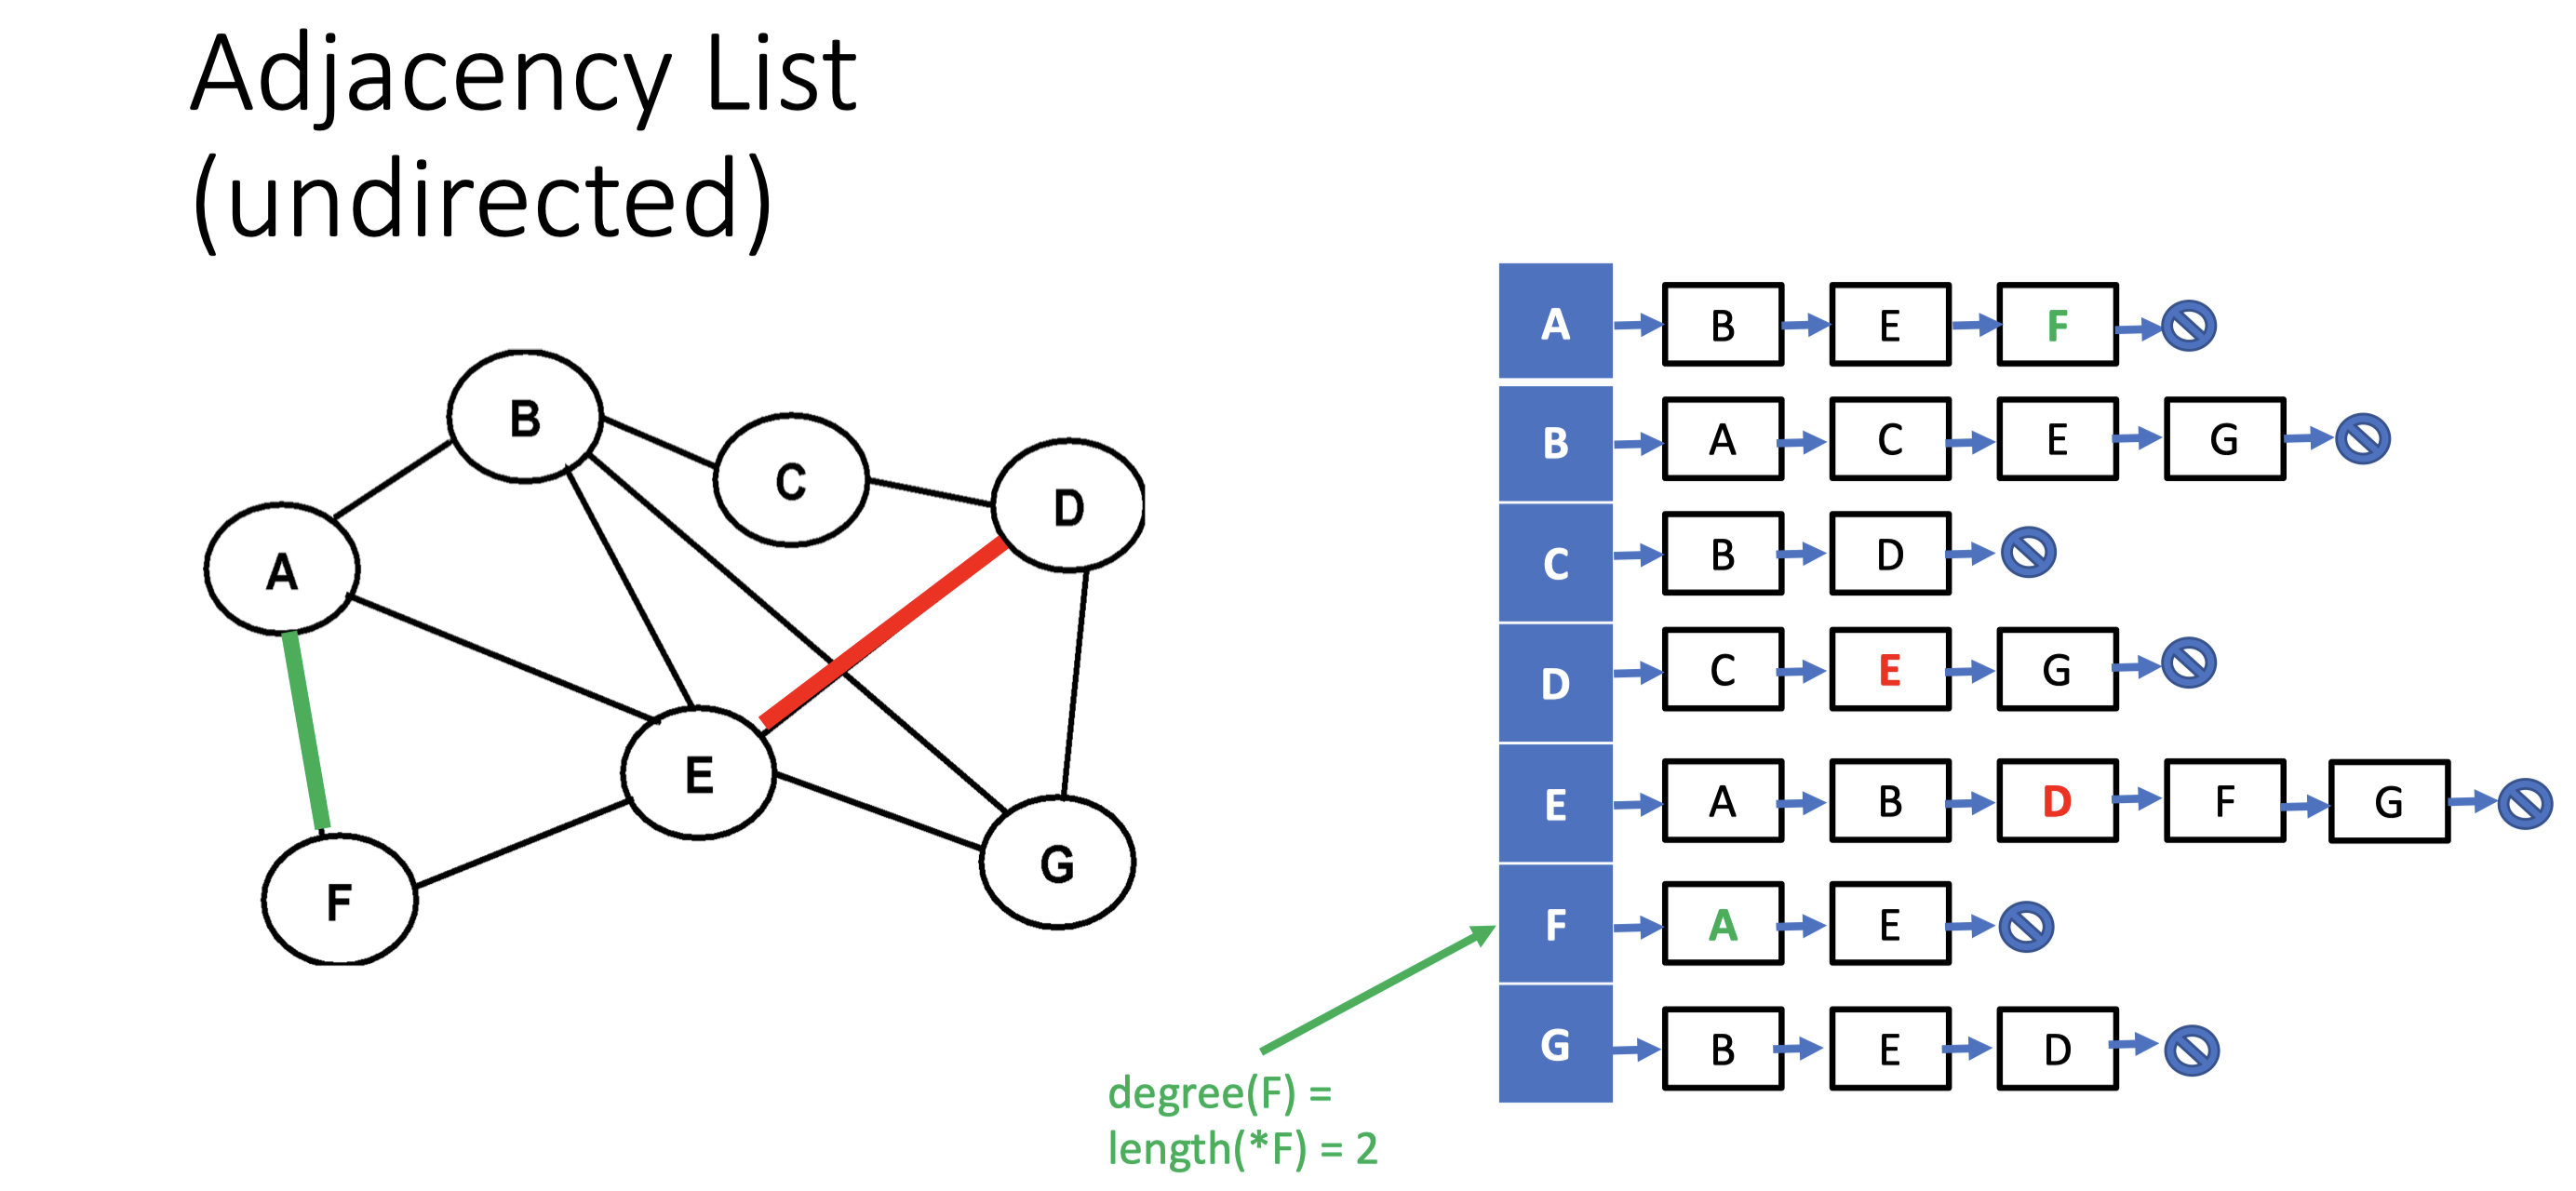 Adjacency List
(undirected)
B
C
D
A
E
G
F
A B E F
B A C E G
C B D
D C E G
E A B D F G
F A E
G B E D
degree(F) =
length(*F) = 2